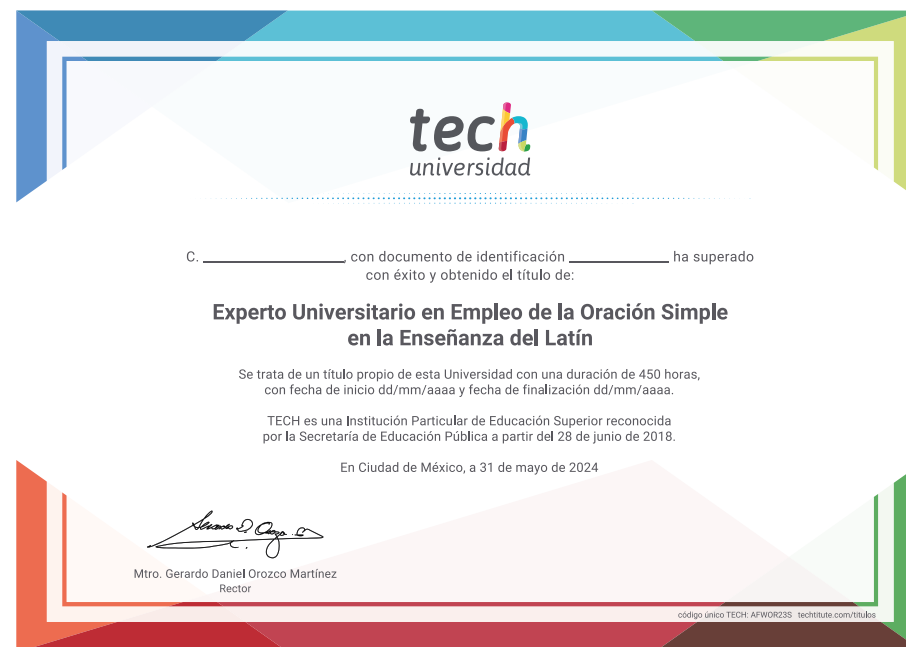 tech
universidad
C. ____________, con documento de identificación ____________ ha superado
con éxito y obtenido el título de:
Experto Universitario en Empleo de la Oración Simple
en la Enseñanza del Latín
Se trata de un título propio de esta Universidad con una duración de 450 horas,
con fecha de inicio dd/mm/aaaa y fecha de finalización dd/mm/aaaa.
TECH es una Institución Particular de Educación Superior reconocida
por la Secretaría de Educación Pública a partir del 28 de junio de 2018.
En Ciudad de México, a 31 de mayo de 2024
Mtro. Gerardo Daniel Orozco Martínez
Rector
código único TECH: AFWOR23S techtitute.com/titulos